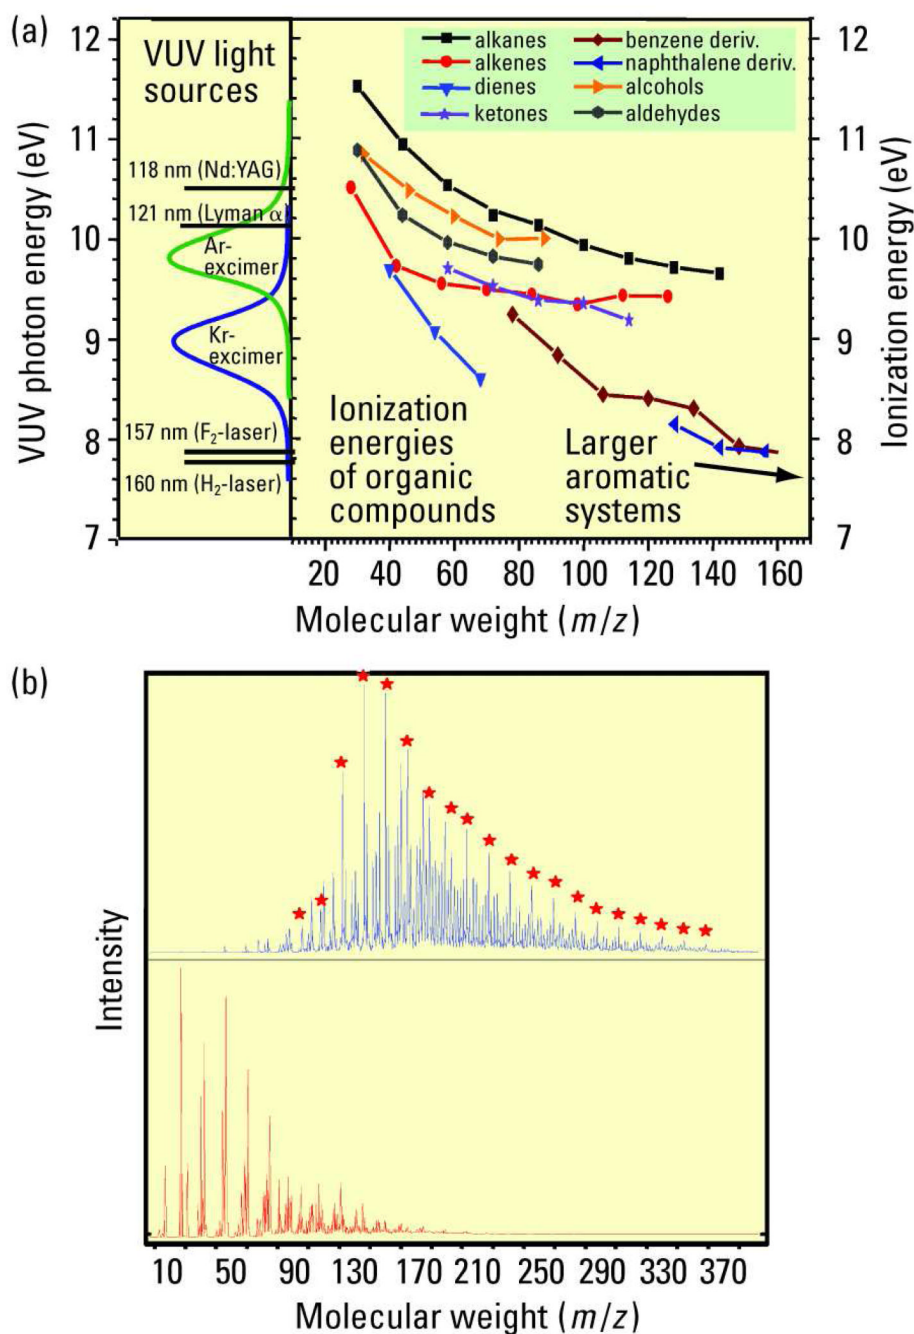 (a)
VUV light
sources
12
11
10
9
8
7
VUV photon energy (eV)
118 nm (Nd:YAG)
121 nm (Lyman α)
Ar-
excimer
Kr-
excimer
157 nm (F₂-laser)
160 nm (H₂-laser)
alkanes
alkenes
dienes
ketones
benzene deriv.
naphthalene deriv.
alcohols
aldehydes
Ionization
energies
of organic
compounds
Larger
aromatic
systems
12
11
10
9
8
7
Ionization energy (eV)
20 40 60 80 100 120 140 160
Molecular weight (m/z)
(b)
Intensity
10 50 90 130 170 210 250 290 330 370
Molecular weight (m/z)